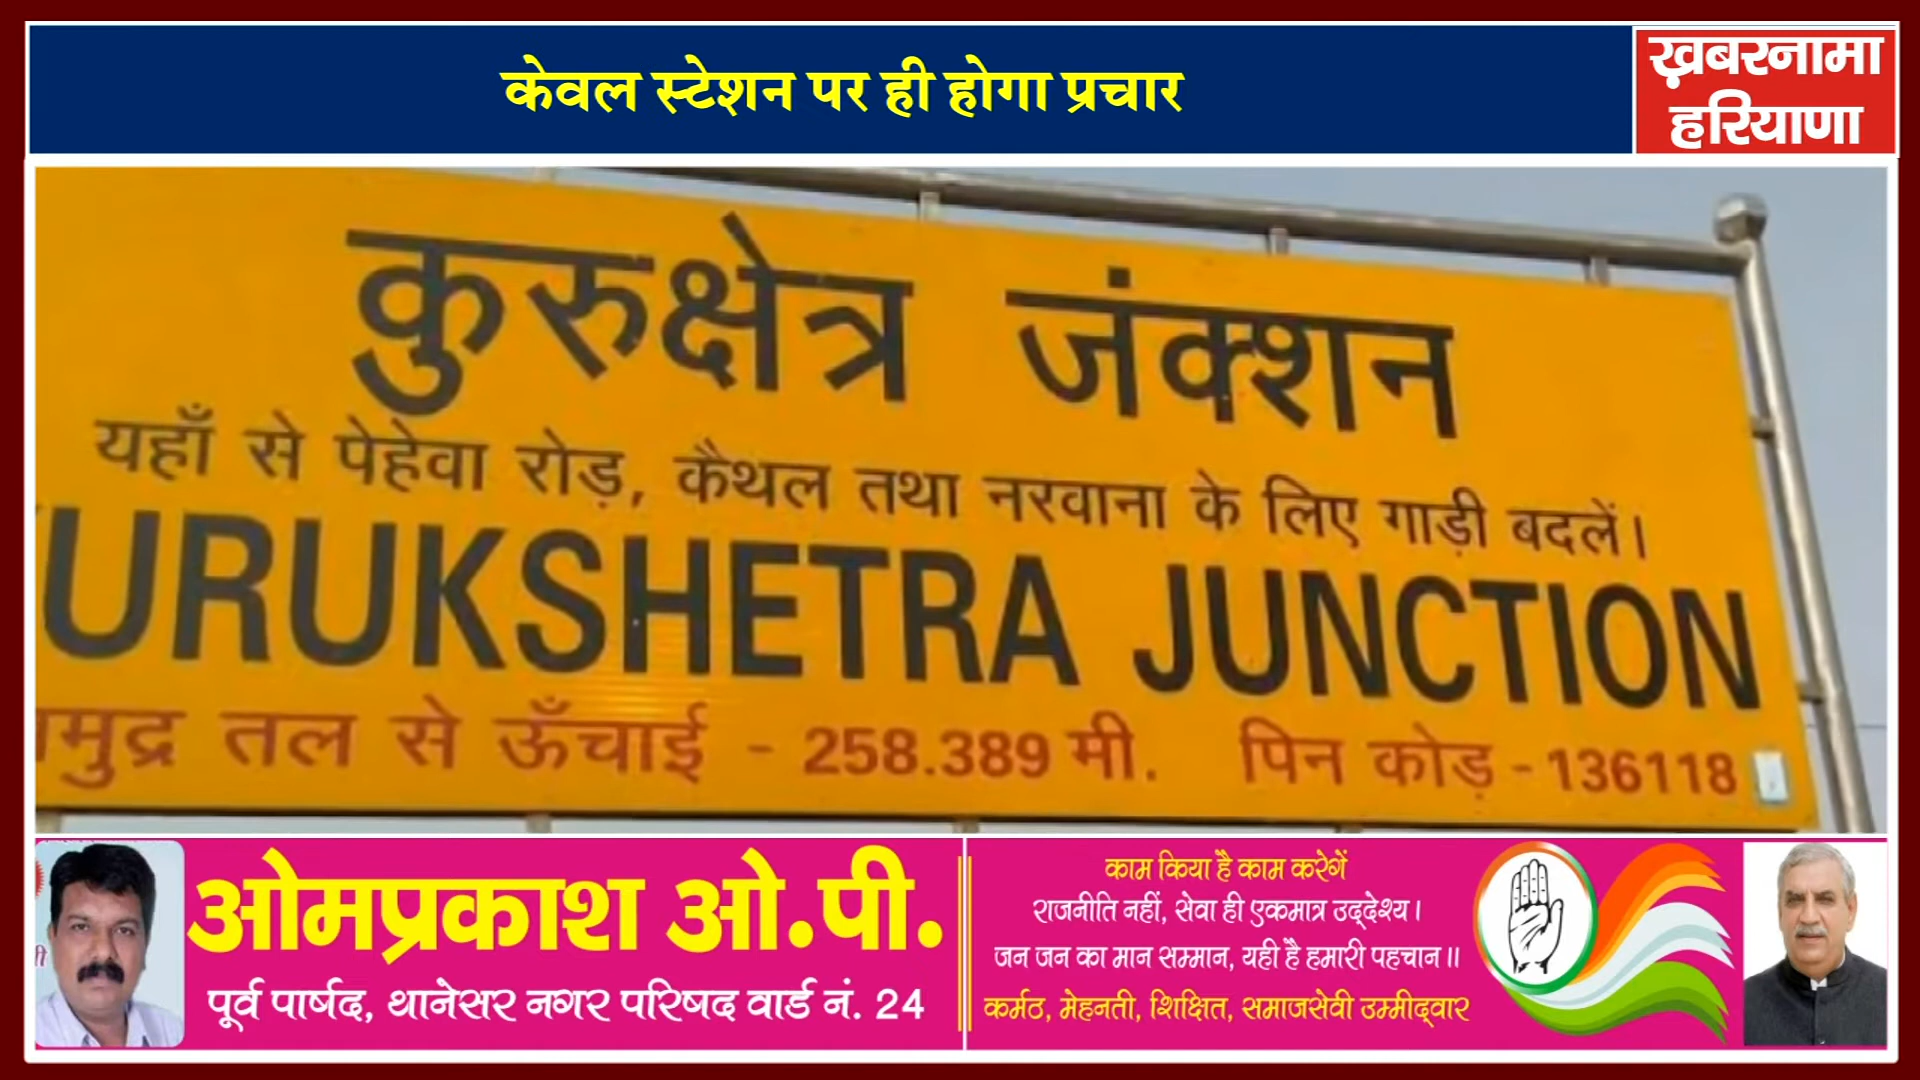 केवल स्टेशन पर ही होगा प्रचार
ख़बरनामा
हरियाणा
कुरुक्षेत्र जंक्शन
यहाँ से पेहेवा रोड़, कैथल तथा नरवाना के लिए गाड़ी बदलें।
URUKSHETRA JUNCTION
मुद्र तल से ऊँचाई - 258.389 मी. पिन कोड़ - 136118
ओमप्रकाश ओ.पी.
पूर्व पार्षद, थानेसर नगर परिषद वार्ड नं. 24
काम किया है काम करेगें
राजनीति नहीं, सेवा ही एकमात्र उद्देश्य।
जन जन का मान सम्मान, यही है हमारी पहचान॥
कर्मठ, मेहनती, शिक्षित, समाजसेवी उम्मीद्वार